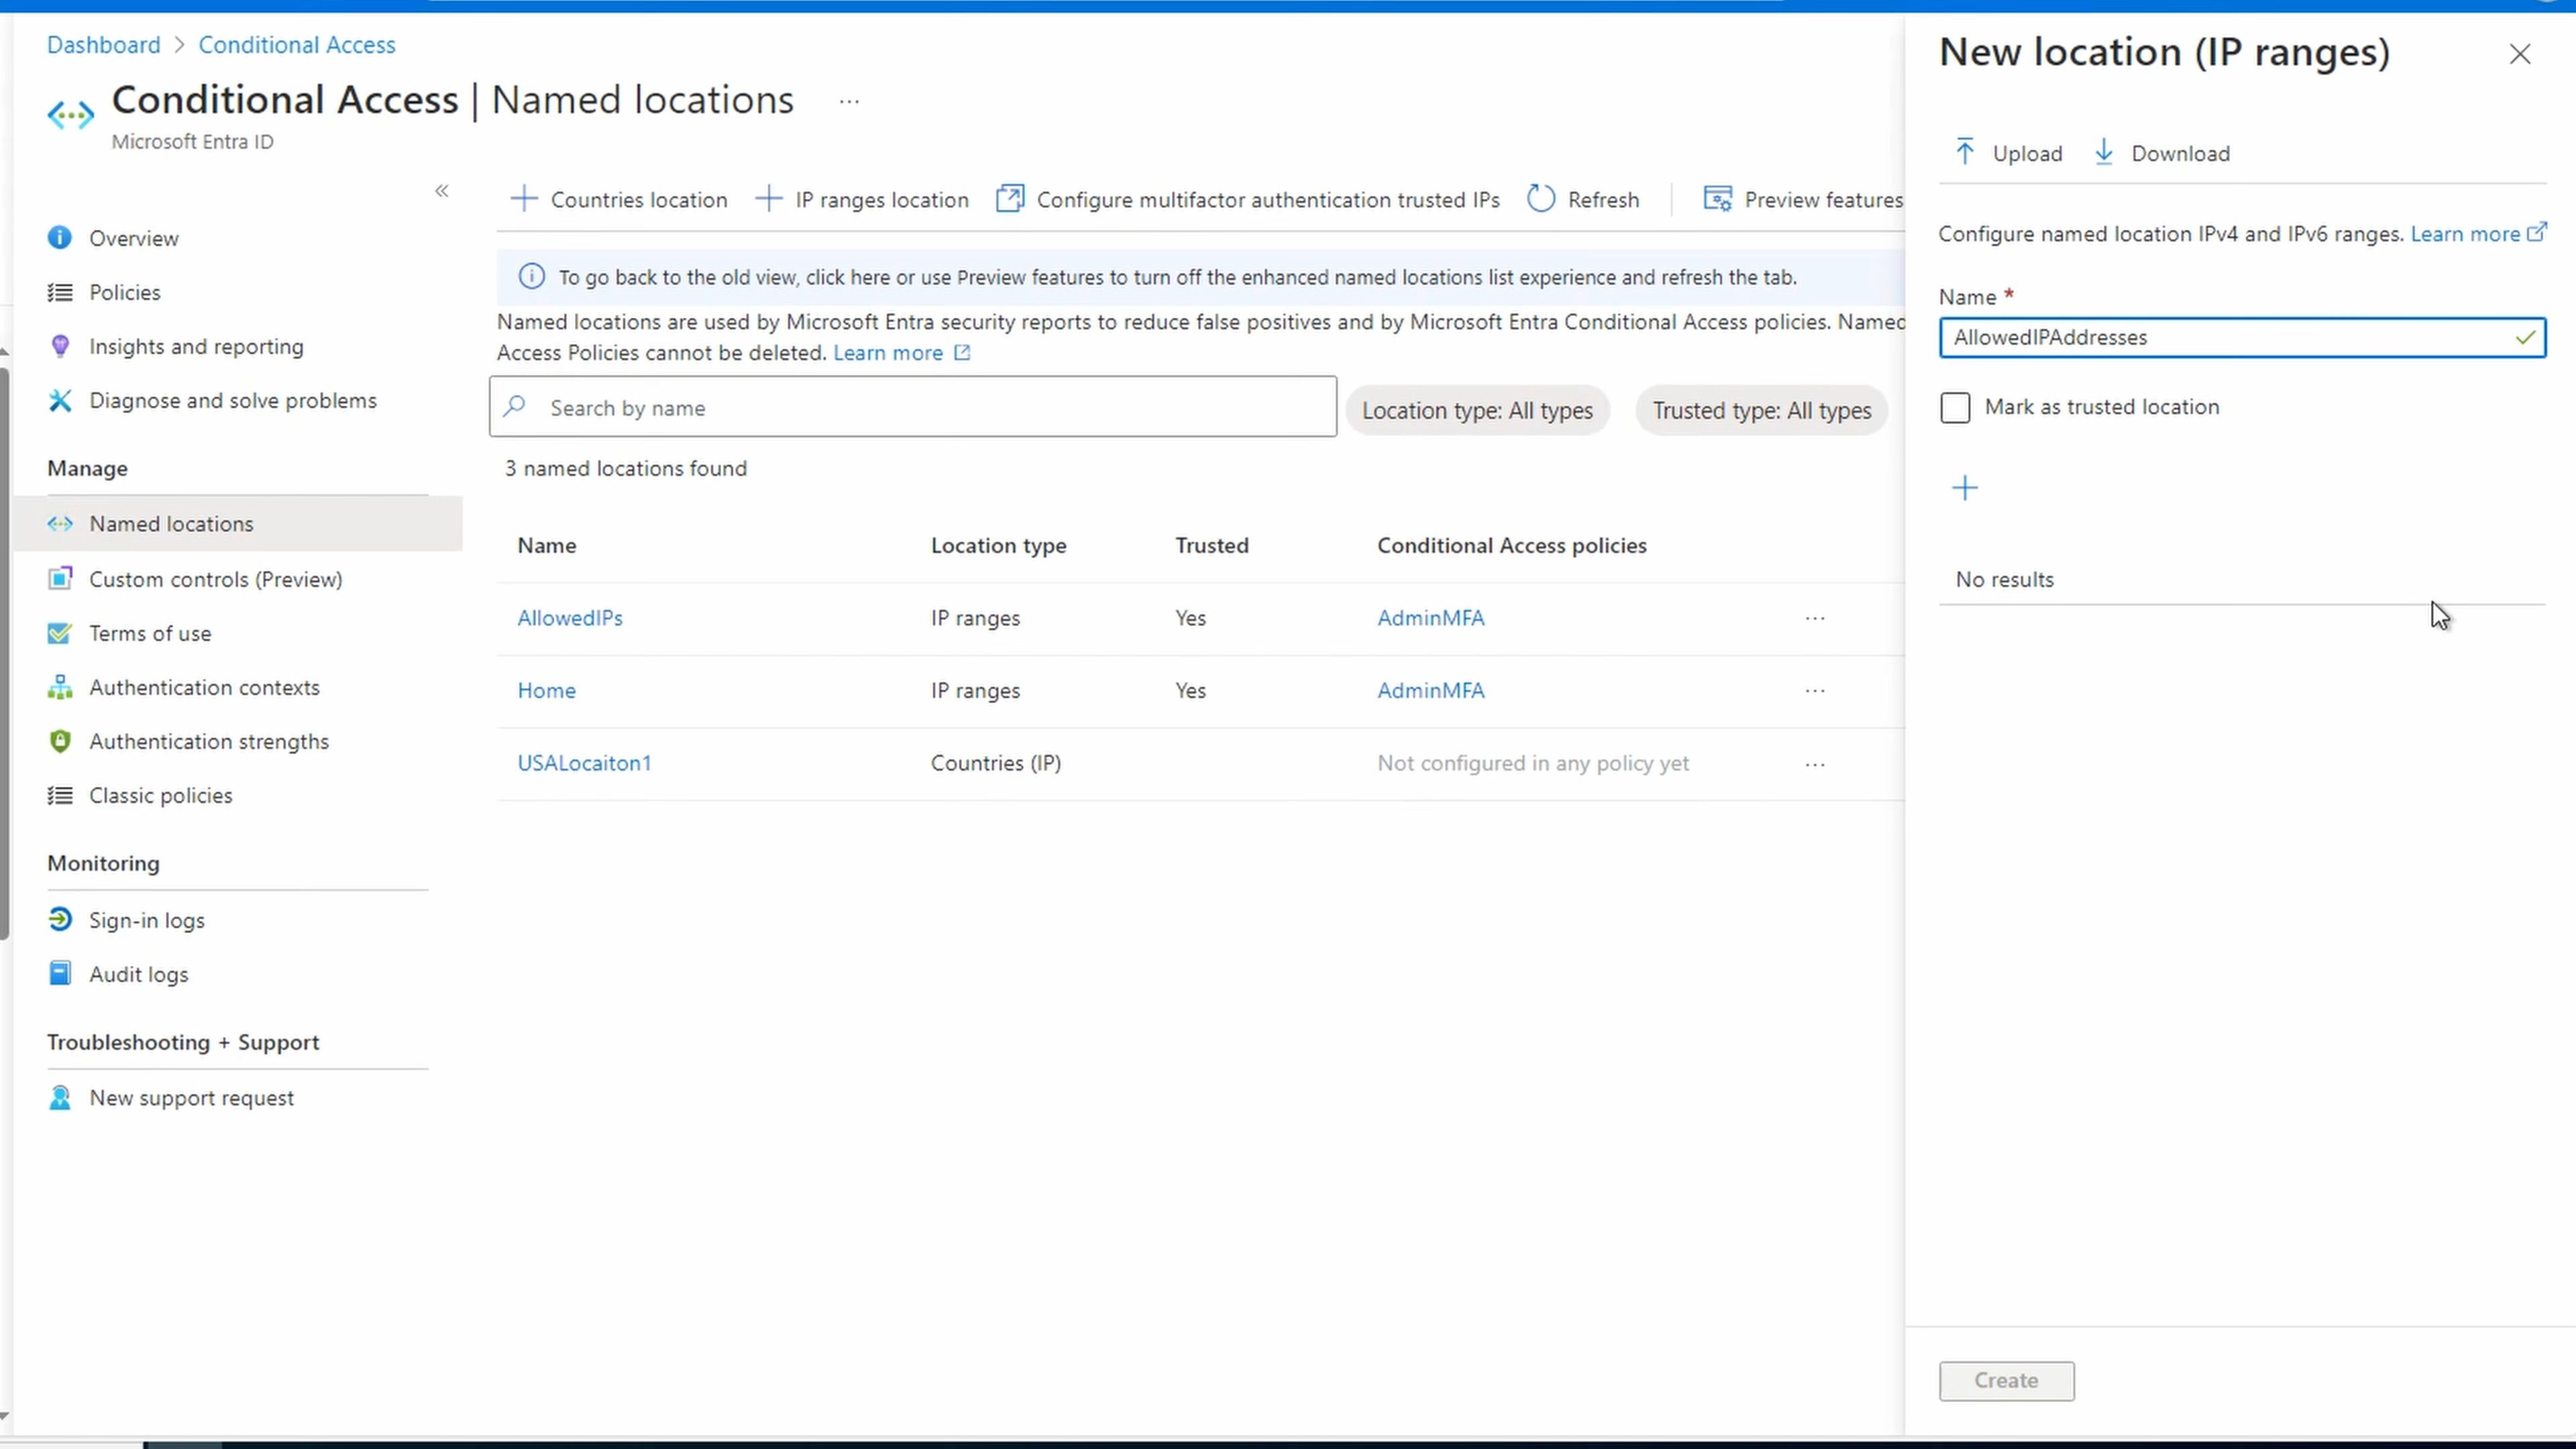 Dashboard > Conditional Access
Conditional Access | Named locations ...
Microsoft Entra ID
Overview
Policies
Insights and reporting
Diagnose and solve problems
Manage
Named locations
Custom controls (Preview)
Terms of use
Authentication contexts
Authentication strengths
Classic policies
Monitoring
Sign-in logs
Audit logs
Troubleshooting + Support
New support request
Countries location IP ranges location Configure multifactor authentication trusted IPs Refresh Preview features
To go back to the old view, click here or use Preview features to turn off the enhanced named locations list experience and refresh the tab.
Named locations are used by Microsoft Entra security reports to reduce false positives and by Microsoft Entra Conditional Access policies. Named
Access Policies cannot be deleted. Learn more
Search by name Location type: All types Trusted type: All types
3 named locations found
Name Location type Trusted Conditional Access policies
AllowedIPs IP ranges Yes AdminMFA ...
Home IP ranges Yes AdminMFA ...
USALocaiton1 Countries (IP) Not configured in any policy yet ...
New location (IP ranges)
Upload Download
Configure named location IPv4 and IPv6 ranges. Learn more
Name *
AllowedIPAddresses
Mark as trusted location
+
No results
Create